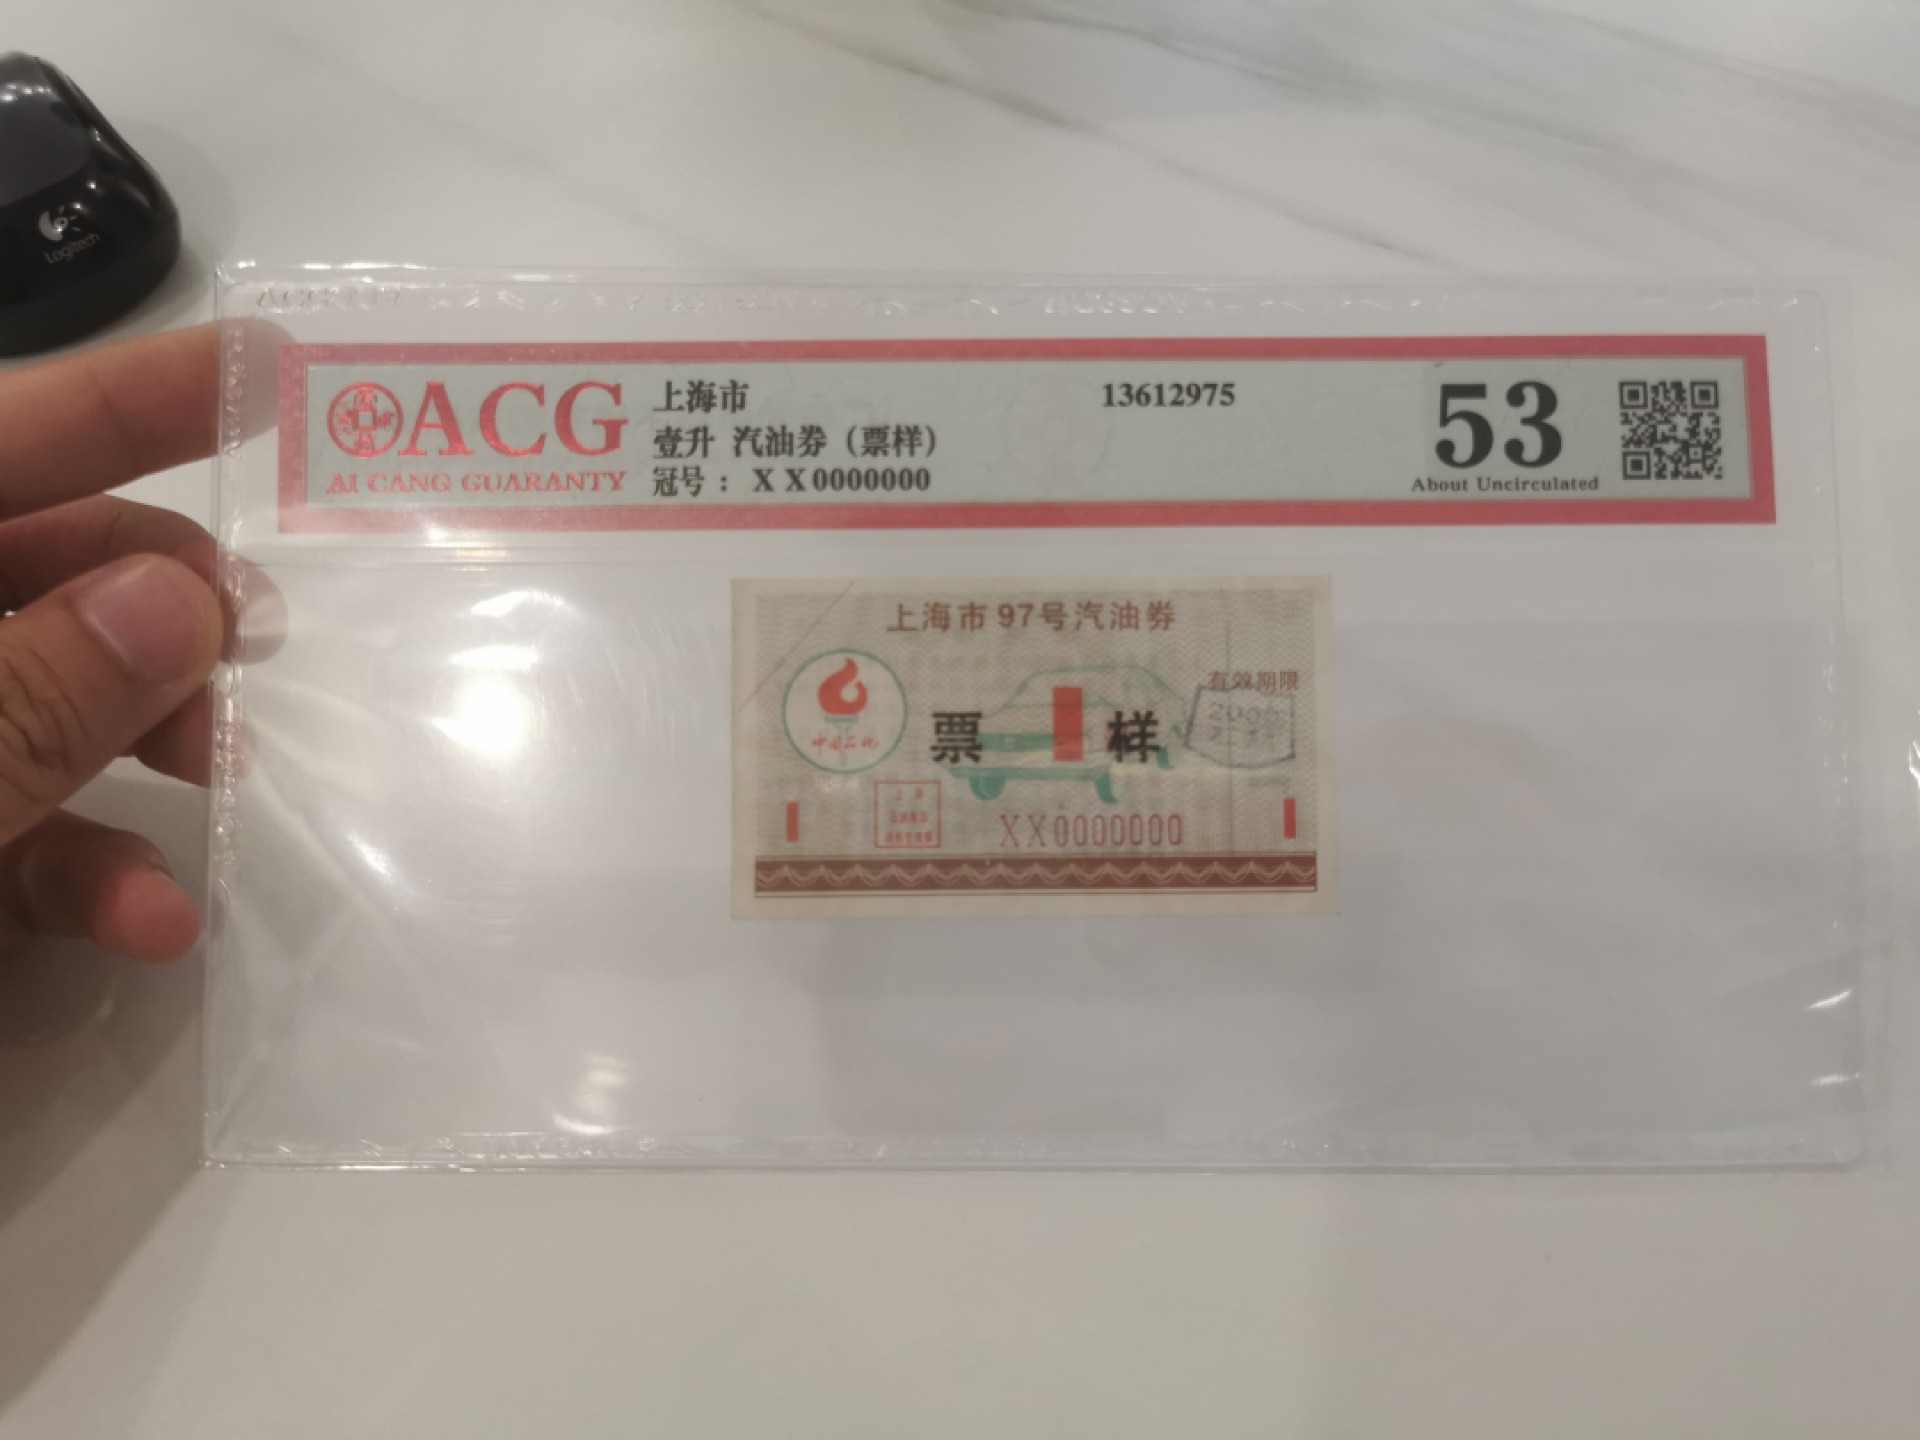 Logitech
ACG
AI CANG GUARANTY
上海市
13612975
壹升 汽油券（票样）
冠号： X X 0000000
53
About Uncirculated
上海市 97号汽油券
有效期限
中国石化
票 1 样
1
XX0000000
1